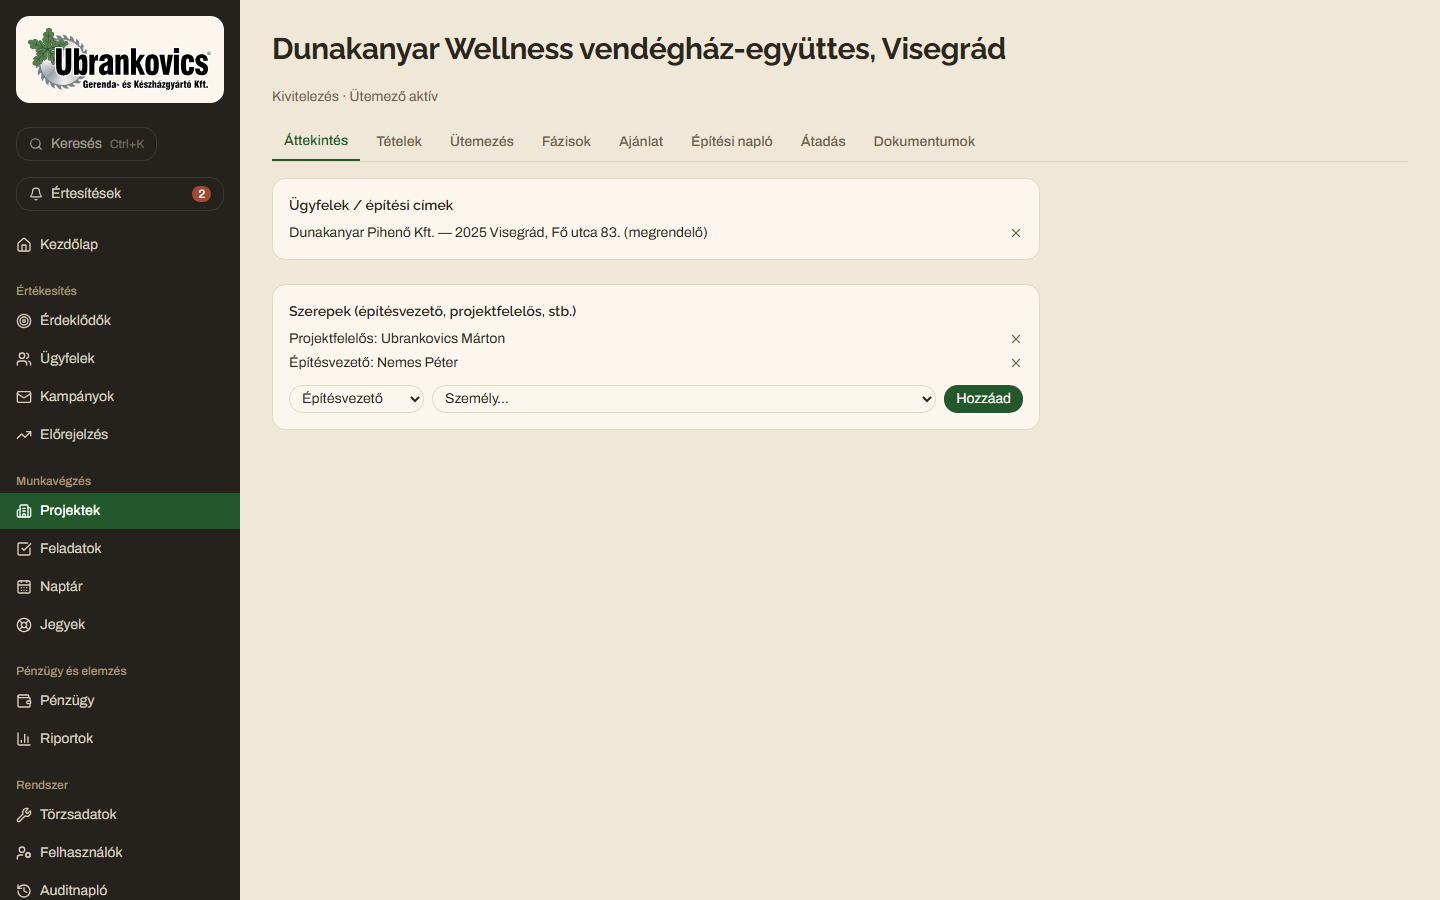 Ubrankovics
Gerenda- és Készházgyártó Kft.
Keresés Ctrl+K
Értesítések 2
Kezdőlap
Értékesítés
Érdeklődők
Ügyfelek
Kampányok
Előrejelzés
Munkavégzés
Projektek
Feladatok
Naptár
Jegyek
Pénzügy és elemzés
Pénzügy
Riportok
Rendszer
Törzsadatok
Felhasználók
Auditnapló
Dunakanyar Wellness vendégház-együttes, Visegrád
Kivitelezés · Ütemező aktív
Áttekintés Tételek Ütemezés Fázisok Ajánlat Építési napló Átadás Dokumentumok
Ügyfelek / építési címek
Dunakanyar Pihenő Kft. — 2025 Visegrád, Fő utca 83. (megrendelő)
Szerepek (építésvezető, projektfelelős, stb.)
Projektfelelős: Ubrankovics Márton
Építésvezető: Nemes Péter
Építésvezető Személy... Hozzáad